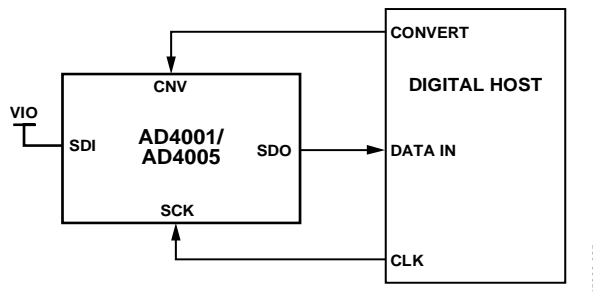 CONVERT
CNV
DIGITAL HOST
VIO
SDI
AD4001/
AD4005
SDO
DATA IN
SCK
CLK